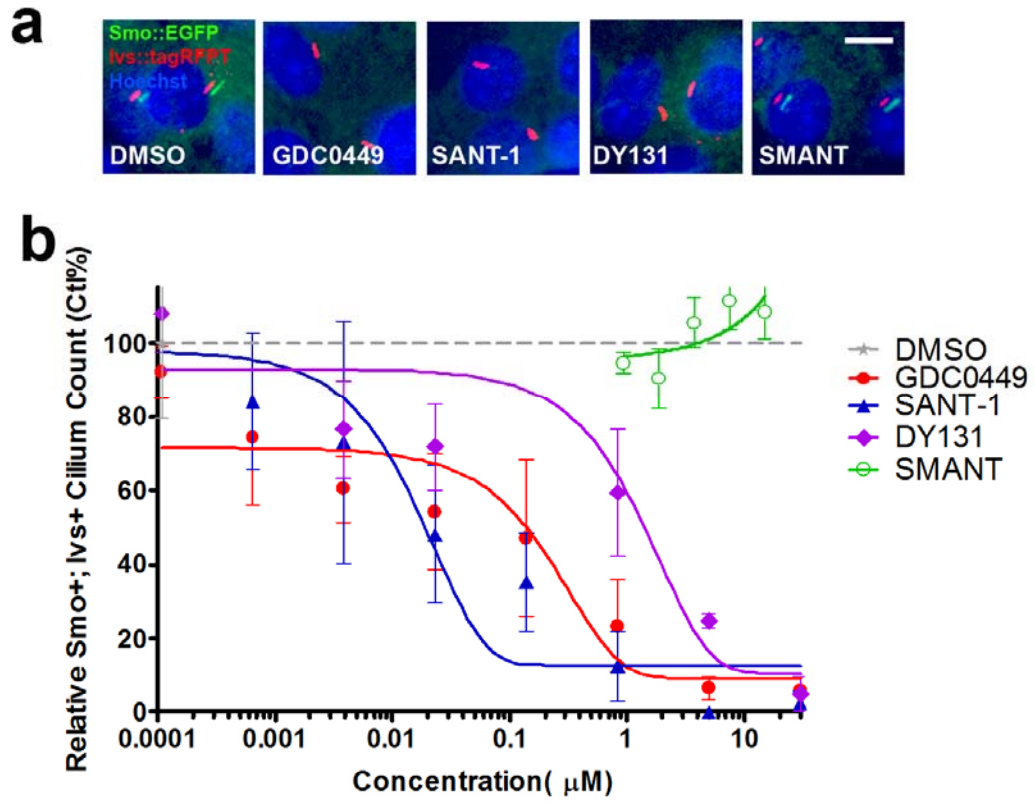 a
Smo::EGFP
Ivs::tagRFPT
Hoechst
DMSO
GDC0449
SANT-1
DY131
SMANT
b
Relative Smo+; Ivs+ Cilium Count (Ctl%)
100
80
60
40
20
0
0.0001
0.001
0.01
0.1
1
10
Concentration( μM)
DMSO
GDC0449
SANT-1
DY131
SMANT